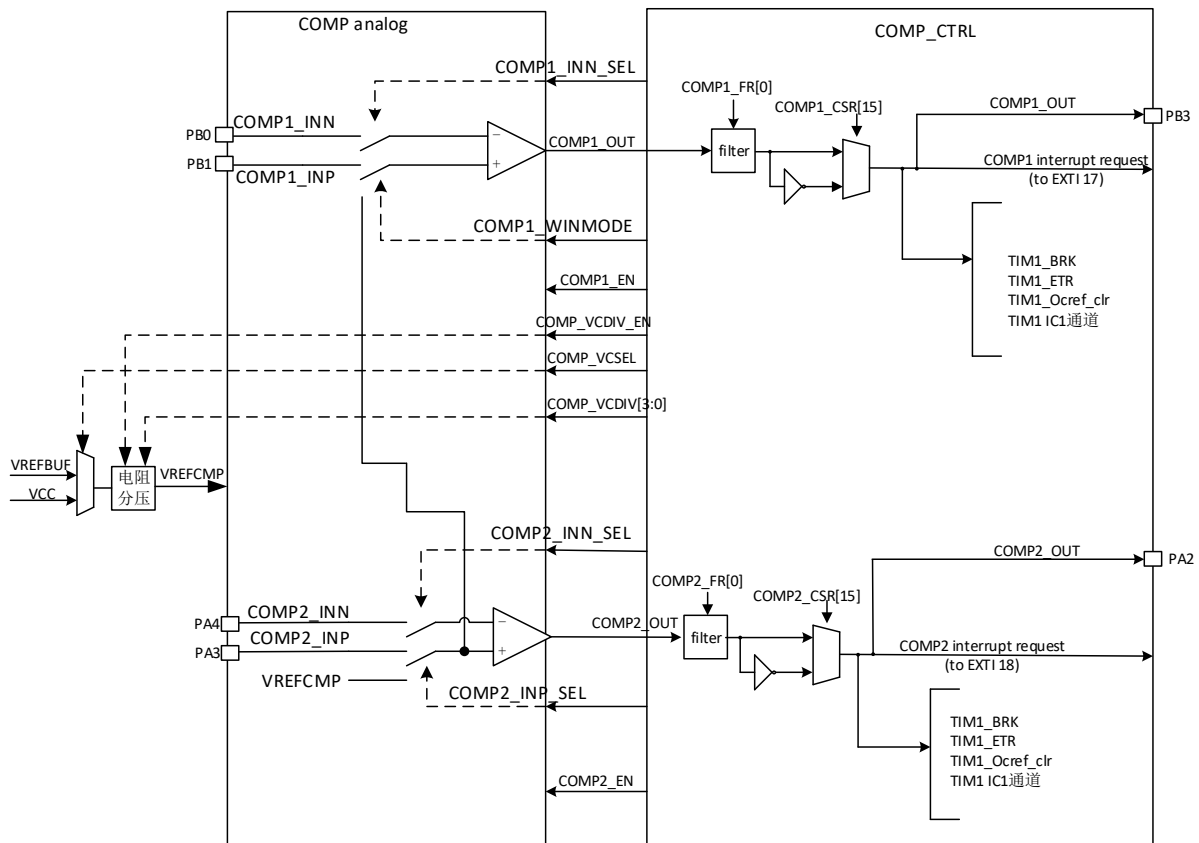 COMP analog
COMP_CTRL
COMP1_INN_SEL
COMP1_FR[0]
COMP1_CSR[15]
COMP1_OUT
PB3
PB0
COMP1_INN
PB1
COMP1_INP
−
+
COMP1_OUT
filter
COMP1 interrupt request
(to EXTI 17)
COMP1_WINMODE
TIM1_BRK
TIM1_ETR
TIM1_Ocref_clr
TIM1 IC1通道
COMP1_EN
COMP_VCDIV_EN
COMP_VCSEL
COMP_VCDIV[3:0]
VREFBUF
VCC
电阻
分压
VREFCMP
COMP2_INN_SEL
COMP2_OUT
PA2
COMP2_FR[0]
COMP2_CSR[15]
PA4
COMP2_INN
PA3
COMP2_INP
−
+
COMP2_OUT
filter
COMP2 interrupt request
(to EXTI 18)
VREFCMP
COMP2_INP_SEL
TIM1_BRK
TIM1_ETR
TIM1_Ocref_clr
TIM1 IC1通道
COMP2_EN